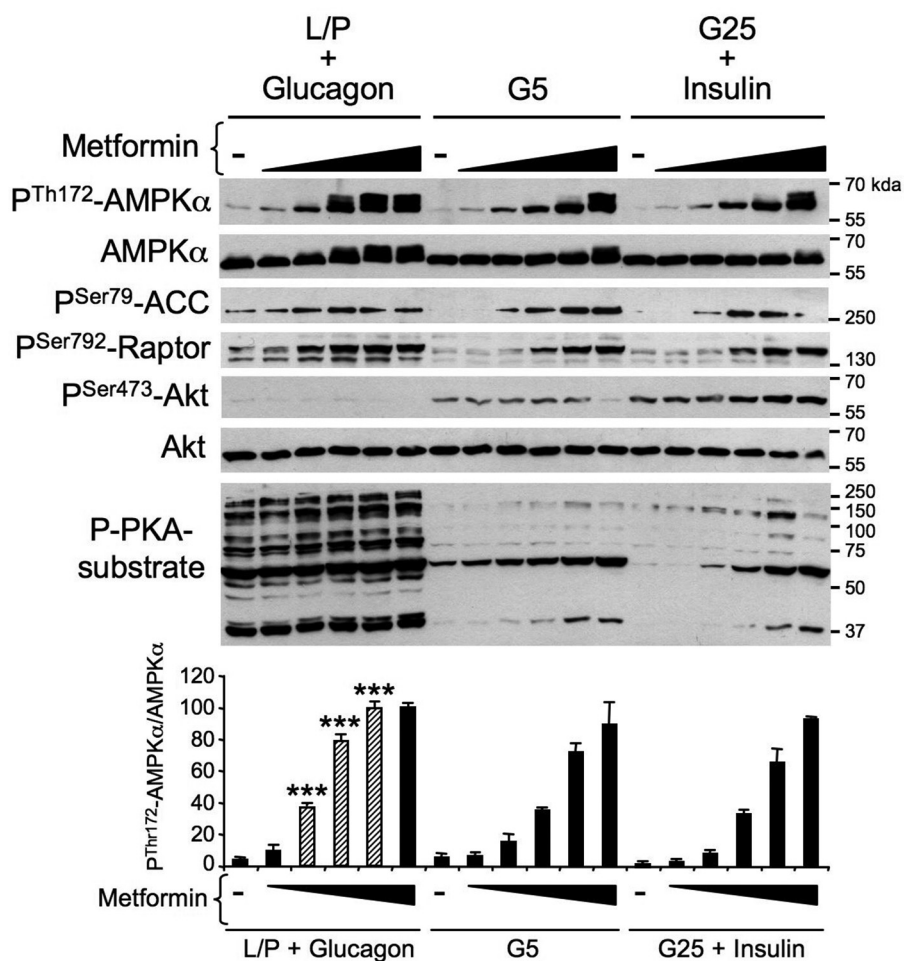 L/P
+
Glucagon
G5
G25
+
Insulin
Metformin
-
-
-
PTh172-AMPKα
70 kda
55
AMPKα
70
55
PSer79-ACC
250
PSer792-Raptor
130
PSer473-Akt
70
55
Akt
70
55
P-PKA-
substrate
250
150
100
75
50
37
PThr172-AMPKα/AMPKα
120
100
80
60
40
20
0
***
***
***
Metformin
-
-
-
L/P + Glucagon
G5
G25 + Insulin